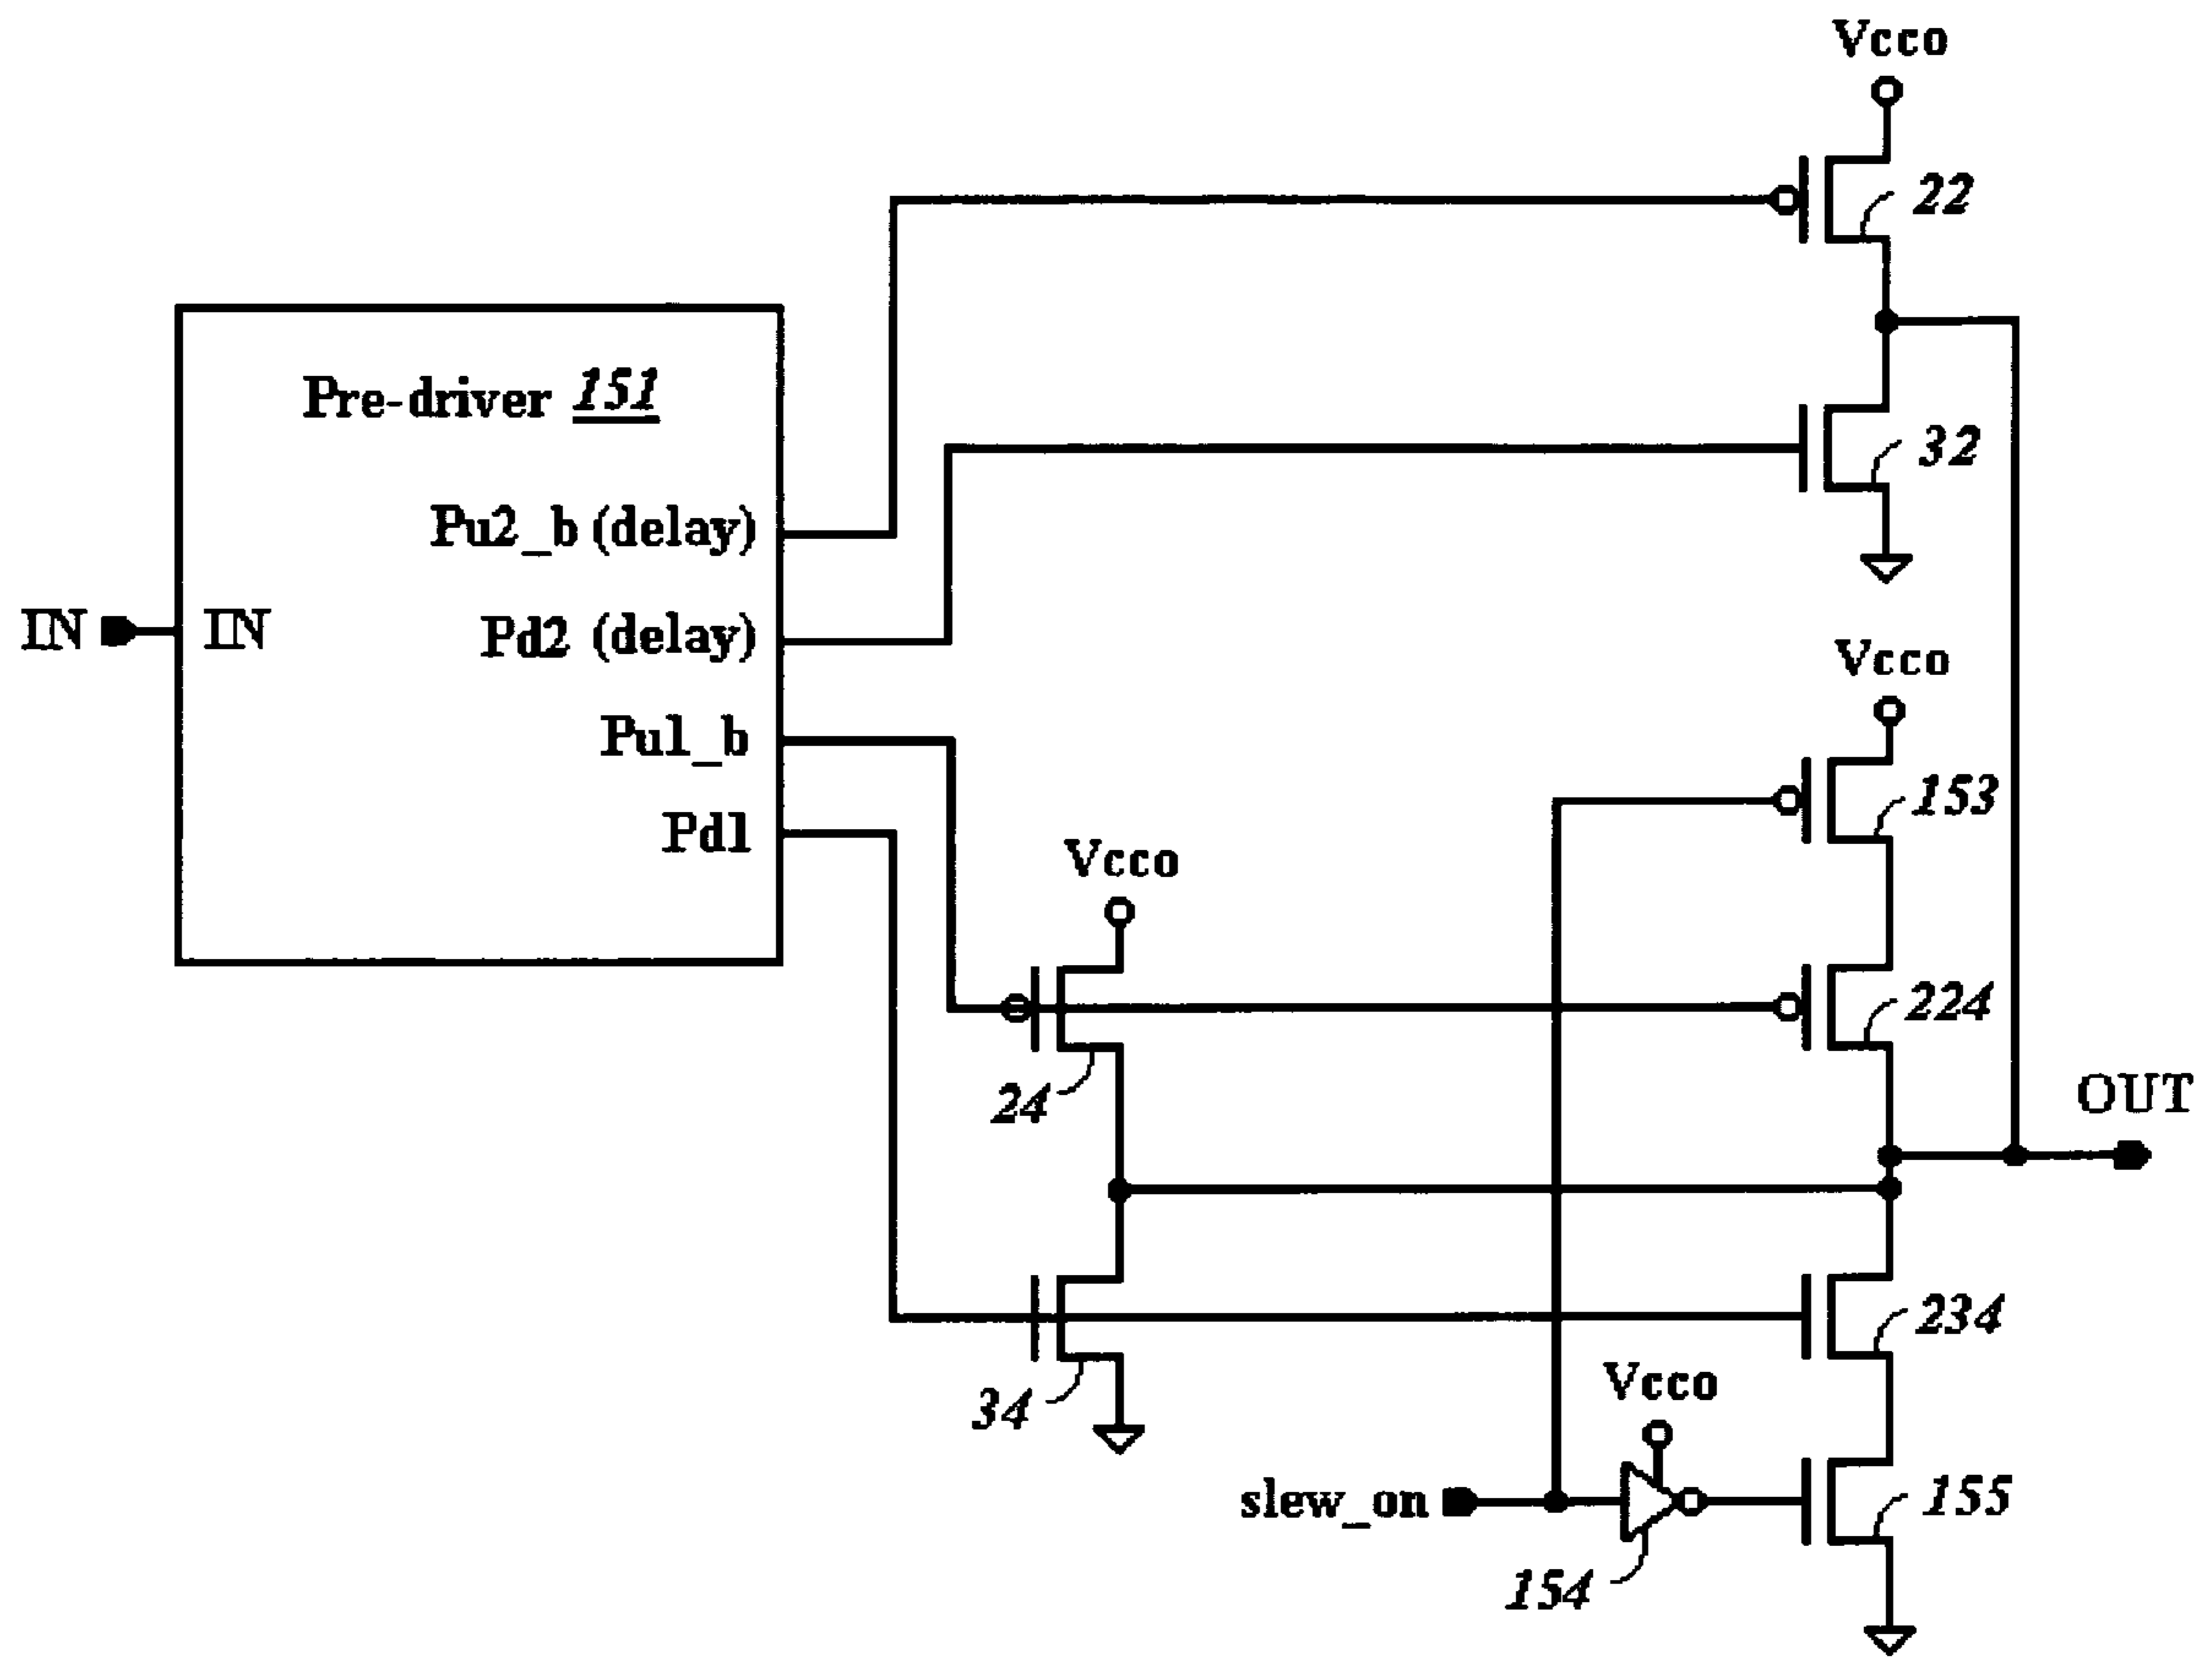 Vcco
22
Pre-driver 151
32
Pu2_b (delay)
IN
IN
Pd2 (delay)
Vcco
Pu1_b
153
Pd1
Vcco
224
24
OUT
234
Vcco
34
slew_on
155
154